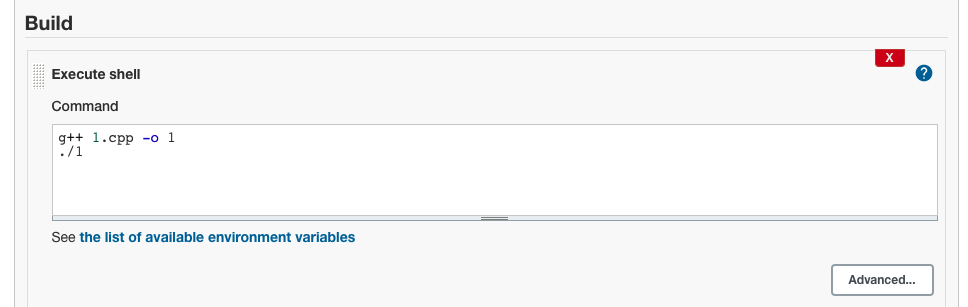 Build
X
Execute shell
?
Command
g++ 1.cpp -o 1
./1
See the list of available environment variables
Advanced...